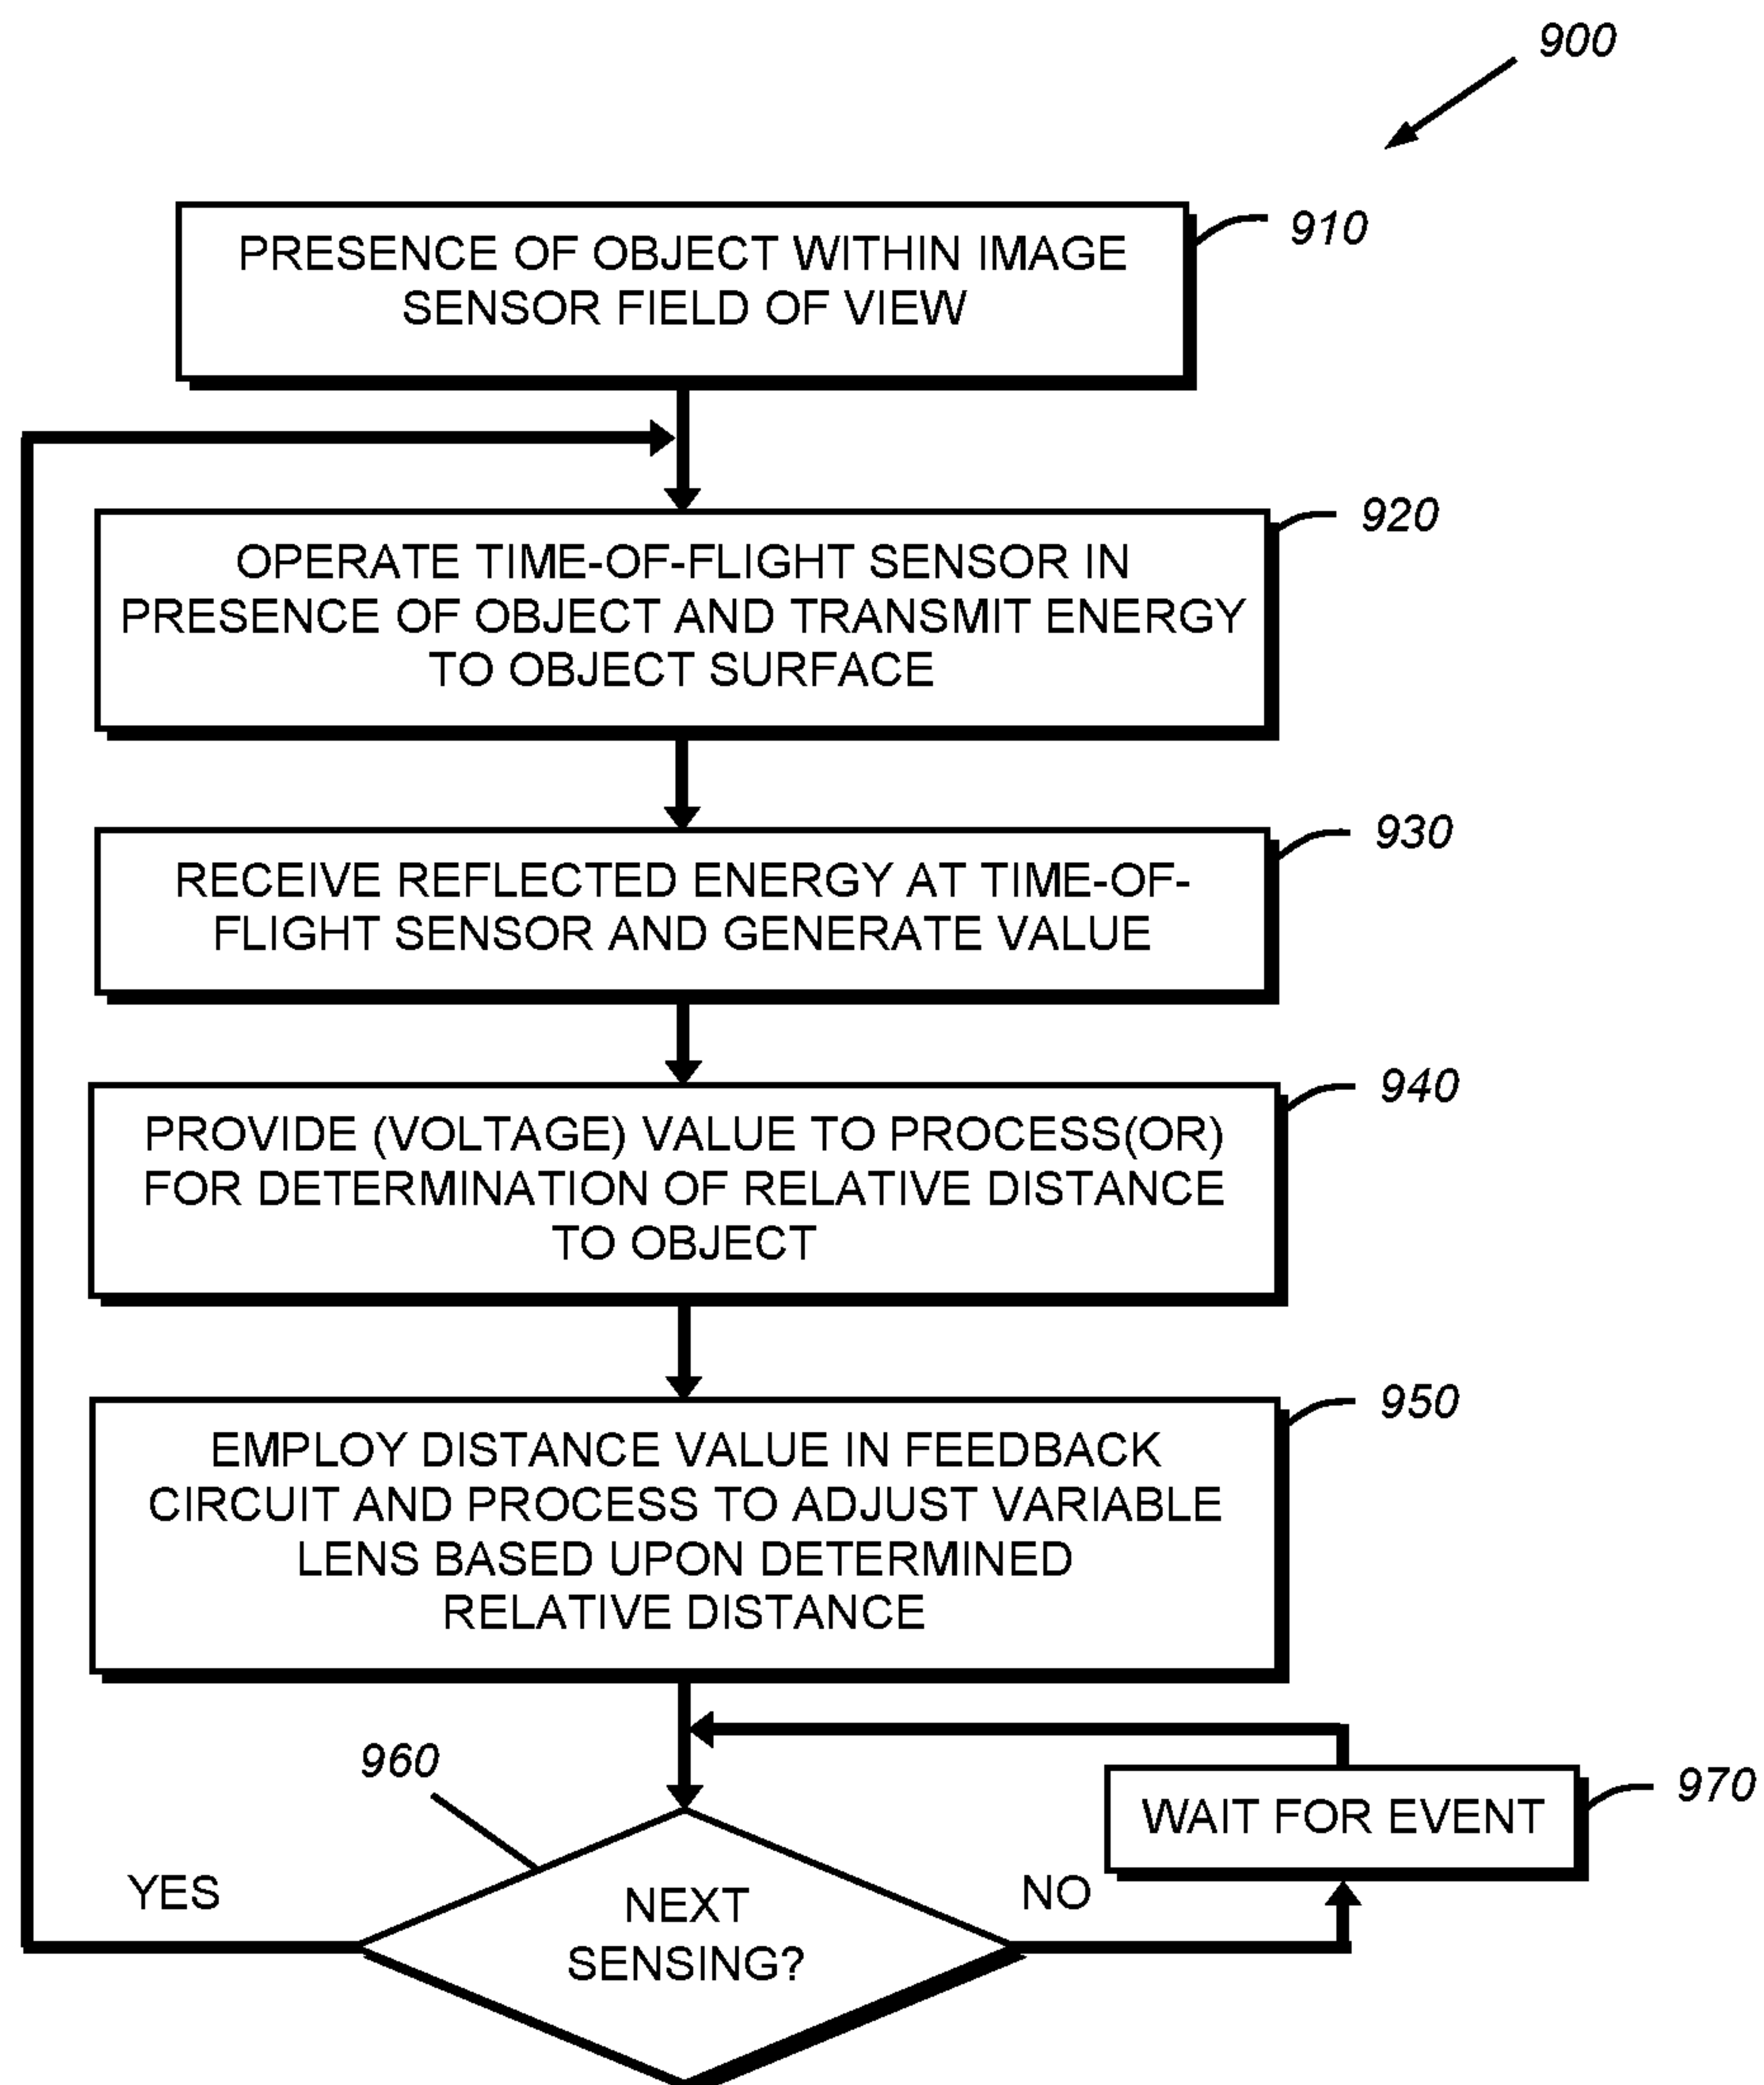 900
910
PRESENCE OF OBJECT WITHIN IMAGE
SENSOR FIELD OF VIEW
920
OPERATE TIME-OF-FLIGHT SENSOR IN
PRESENCE OF OBJECT AND TRANSMIT ENERGY
TO OBJECT SURFACE
930
RECEIVE REFLECTED ENERGY AT TIME-OF-
FLIGHT SENSOR AND GENERATE VALUE
940
PROVIDE (VOLTAGE) VALUE TO PROCESS(OR)
FOR DETERMINATION OF RELATIVE DISTANCE
TO OBJECT
950
EMPLOY DISTANCE VALUE IN FEEDBACK
CIRCUIT AND PROCESS TO ADJUST VARIABLE
LENS BASED UPON DETERMINED
RELATIVE DISTANCE
960
970
WAIT FOR EVENT
YES
NEXT
SENSING?
NO